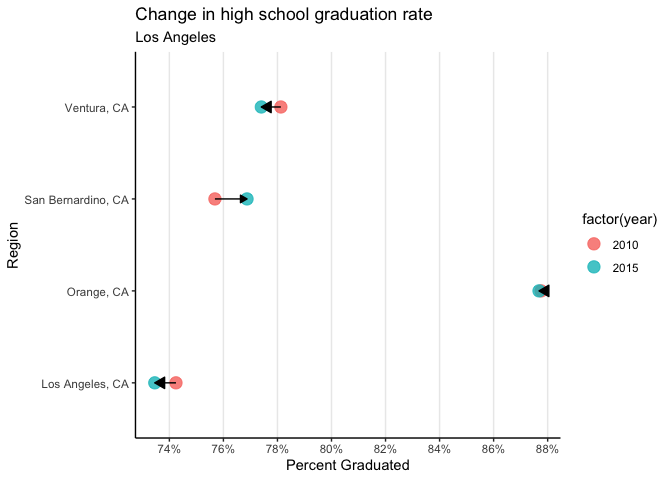 Change in high school graduation rate
Los Angeles
Ventura, CA
San Bernardino, CA
Orange, CA
Los Angeles, CA
Region
74%
76%
78%
80%
82%
84%
86%
88%
Percent Graduated
factor(year)
2010
2015